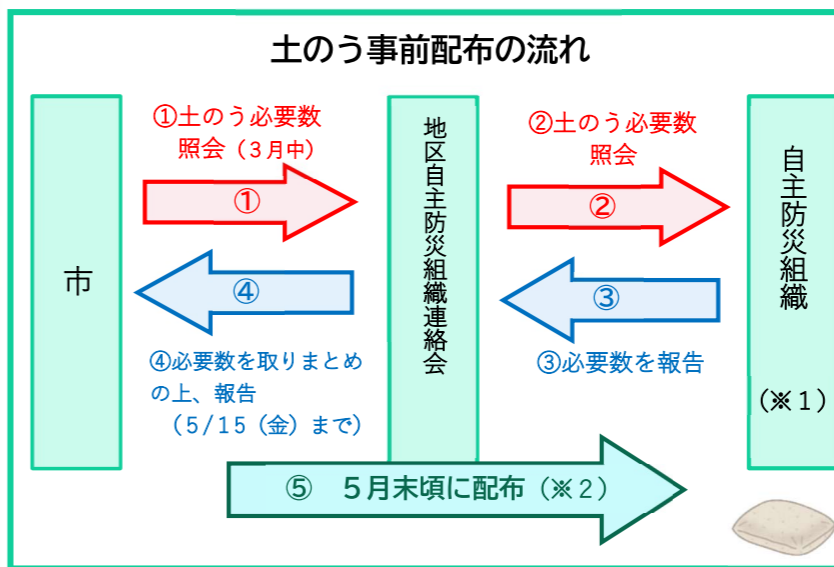 土のう事前配布の流れ
市
①土のう必要数
照会（３月中）
①
地区自主防災組織連絡会
②土のう必要数
照会
②
自主防災組織
（※１）
④
④必要数を取りまとめ
の上、報告
（5/15（金）まで）
③
③必要数を報告
⑤　５月末頃に配布（※２）